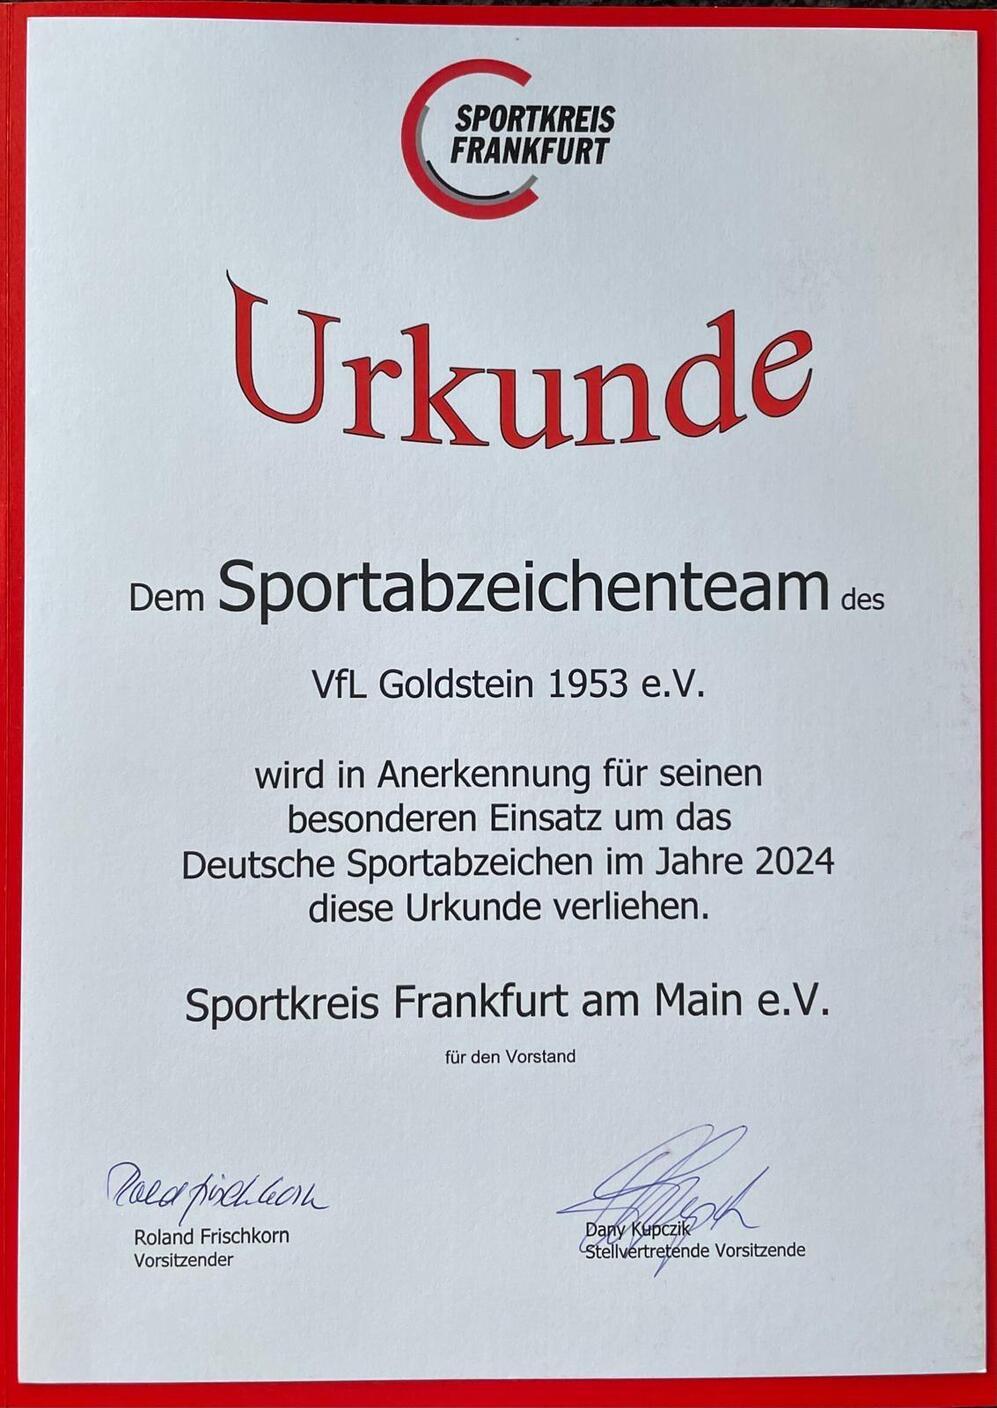 SPORTKREIS
FRANKFURT
Urkunde
Dem Sportabzeichenteam des
VfL Goldstein 1953 e.V.
wird in Anerkennung für seinen
besonderen Einsatz um das
Deutsche Sportabzeichen im Jahre 2024
diese Urkunde verliehen.
Sportkreis Frankfurt am Main e.V.
für den Vorstand
Roland Frischkorn
Roland Frischkorn
Vorsitzender
Dany Kupczik
Stellvertretende Vorsitzende